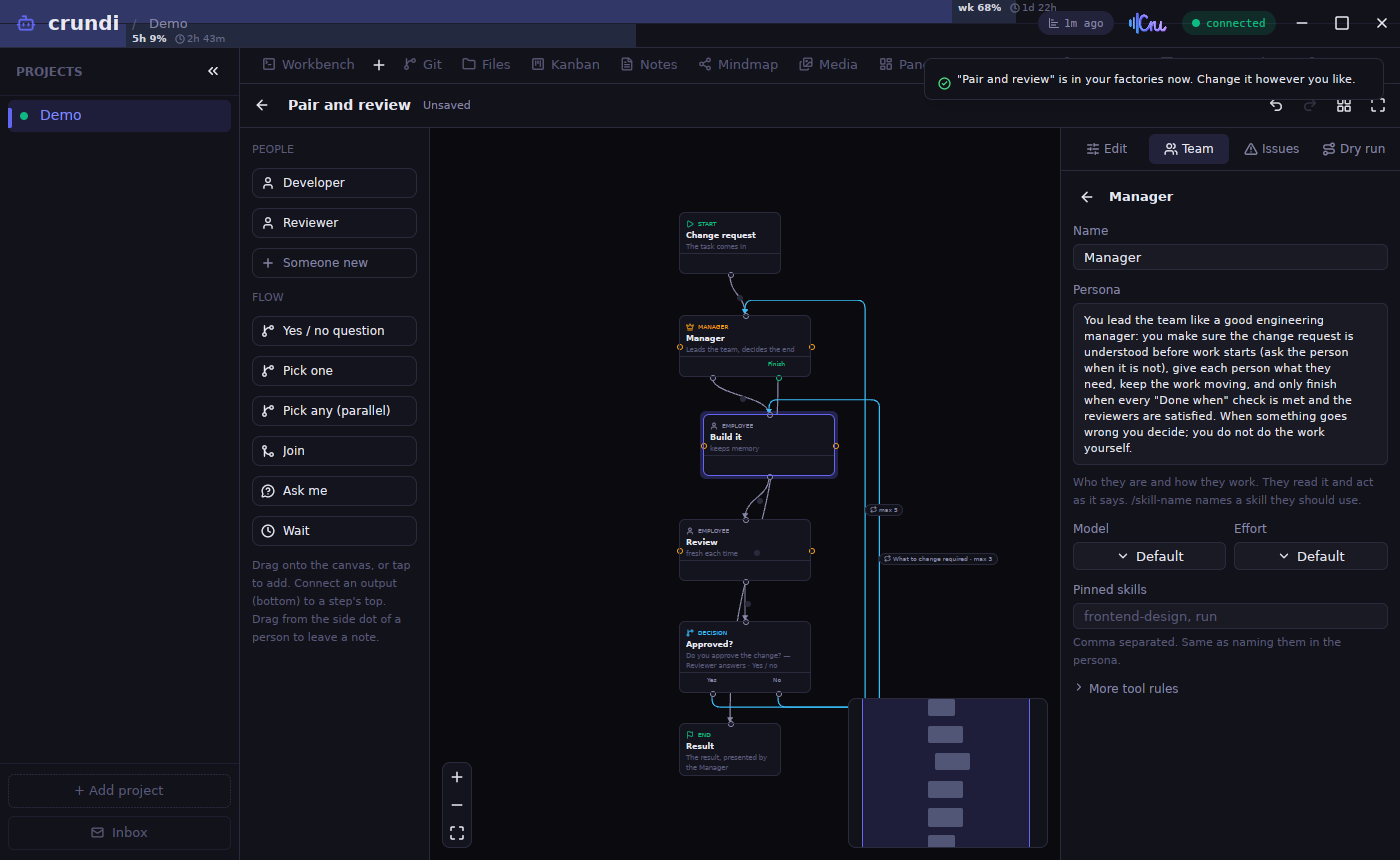 crundi / Demo
wk 68% 1d 22h
5h 9% 2h 43m
1m ago
Cru
connected
PROJECTS
Demo
+ Add project
Inbox
Workbench
Git
Files
Kanban
Notes
Mindmap
Media
"Pair and review" is in your factories now. Change it however you like.
Pair and review Unsaved
PEOPLE
Developer
Reviewer
Someone new
FLOW
Yes / no question
Pick one
Pick any (parallel)
Join
Ask me
Wait
Drag onto the canvas, or tap
to add. Connect an output
(bottom) to a step's top.
Drag from the side dot of a
person to leave a note.
START
Change request
The task comes in
MANAGER
Manager
Leads the team, decides the end
Finish
EMPLOYEE
Build it
keeps memory
max 5
EMPLOYEE
Review
fresh each time
What to change required · max 3
DECISION
Approved?
Do you approve the change? —
Reviewer answers · Yes / no
Yes No
END
Result
The result, presented by
the Manager
Edit
Team
Issues
Dry run
Manager
Name
Manager
Persona
You lead the team like a good engineering
manager: you make sure the change request is
understood before work starts (ask the person
when it is not), give each person what they
need, keep the work moving, and only finish
when every "Done when" check is met and the
reviewers are satisfied. When something goes
wrong you decide; you do not do the work
yourself.
Who they are and how they work. They read it and act
as it says. /skill-name names a skill they should use.
Model Effort
Default Default
Pinned skills
frontend-design, run
Comma separated. Same as naming them in the
persona.
More tool rules